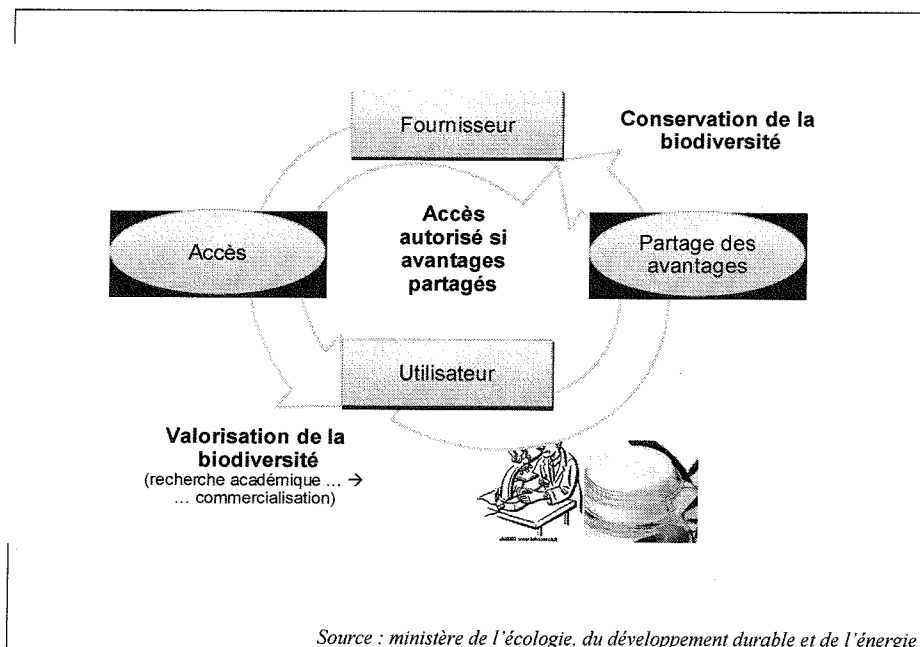 Fournisseur
Conservation de la
biodiversité
Accès
Accès
autorisé si
avantages
partagés
Partage des
avantages
Utilisateur
Valorisation de la
biodiversité
(recherche académique ... →
... commercialisation)
Source : ministère de l'écologie, du développement durable et de l'énergie